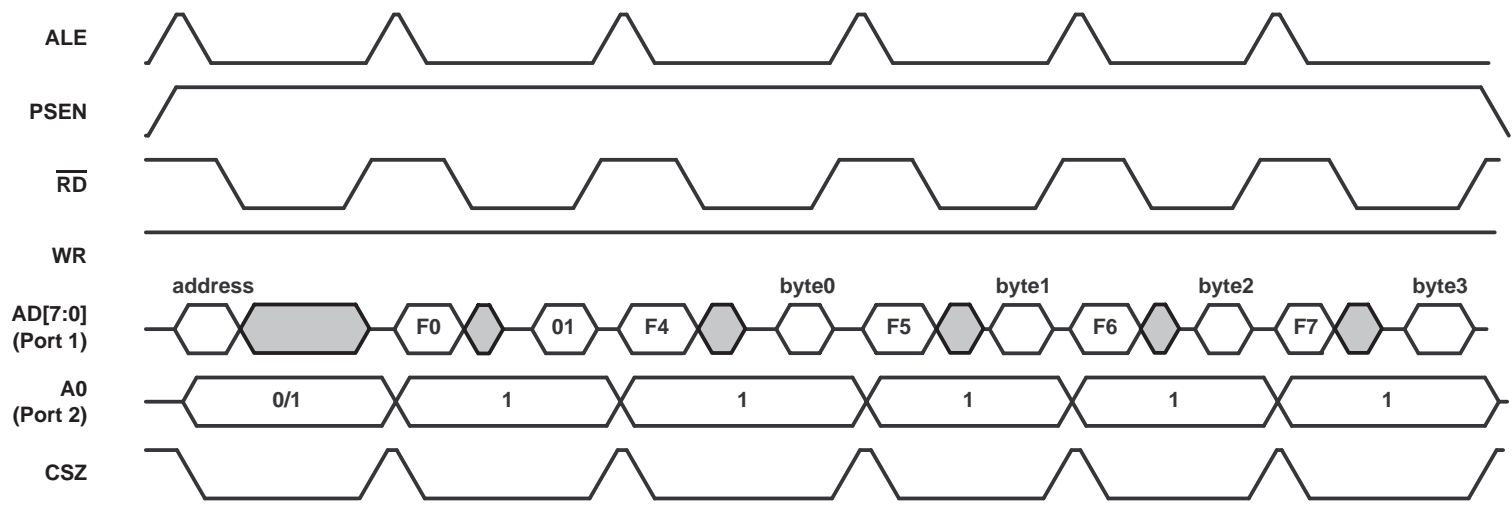 ALE
PSEN
RD
WR
address byte0 byte1 byte2 byte3
AD[7:0]
(Port 1)
F0 01 F4 F5 F6 F7
A0
(Port 2)
0/1 1 1 1 1 1
CSZ